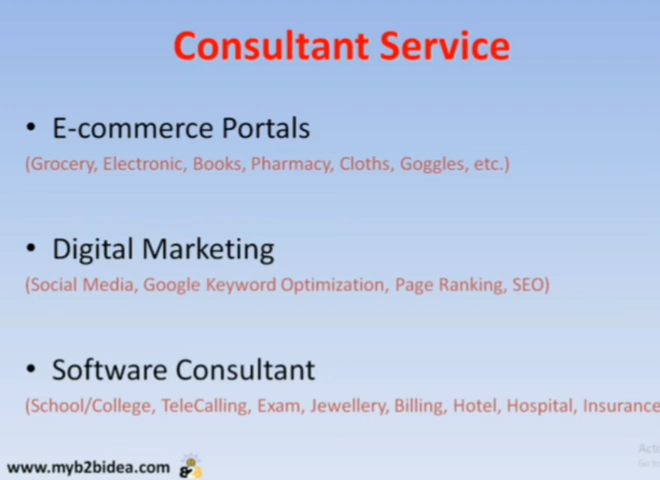 Consultant Service
• E-commerce Portals
(Grocery, Electronic, Books, Pharmacy, Cloths, Goggles, etc.)
• Digital Marketing
(Social Media, Google Keyword Optimization, Page Ranking, SEO)
• Software Consultant
(School/College, TeleCalling, Exam, Jewellery, Billing, Hotel, Hospital, Insurance
www.myb2bidea.com